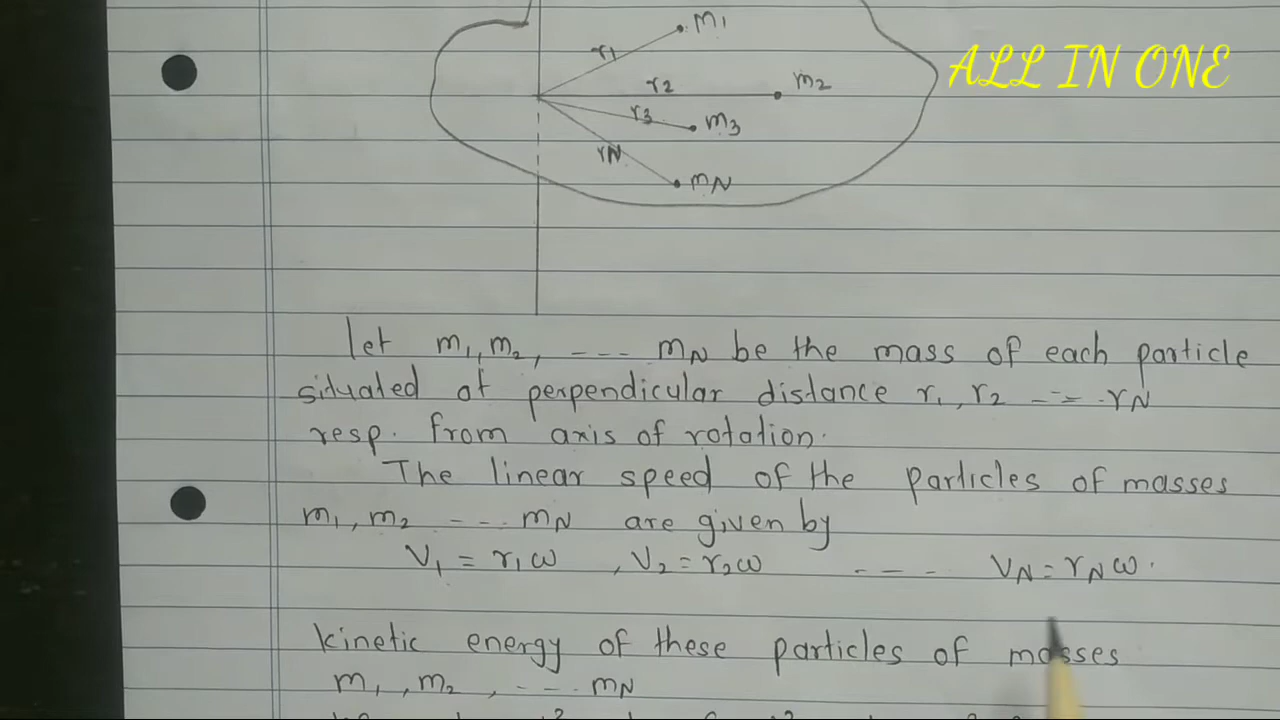 m1
r1
ALL IN ONE
r2
m2
r3
m3
rN
mN
let m1, m2, --- mN be the mass of each particle
situated at perpendicular distance r1, r2 --- rN
resp. from axis of rotation.
The linear speed of the particles of masses
m1, m2 --- mN are given by
V1 = r1ω , V2 = r2ω --- VN = rNω.
kinetic energy of these particles of masses
m1, m2, --- mN